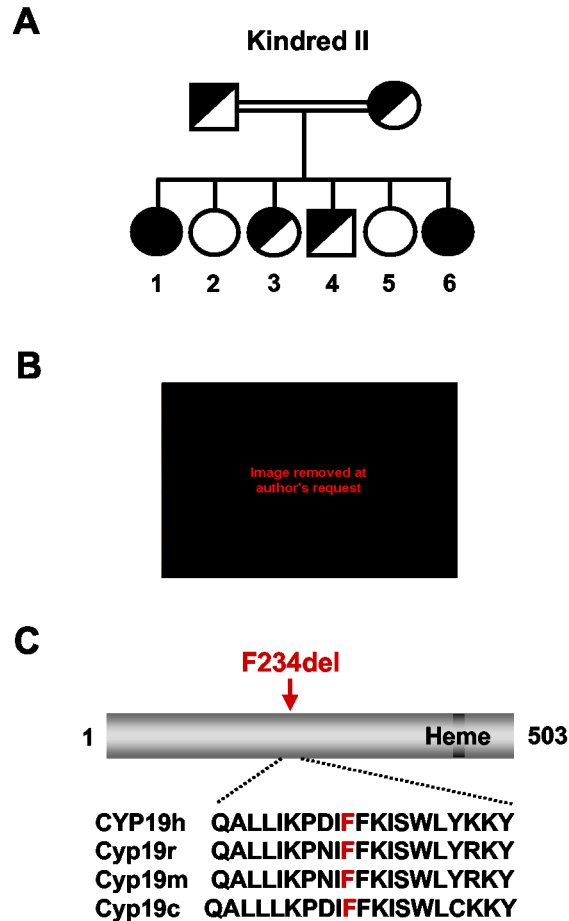 A
Kindred II
1 2 3 4 5 6
B
Image removed at
author's request
C
F234del
1 Heme 503
CYP19h QALLIKPDIFFKISWLYKKY
Cyp19r QALLIKPNIFFKISWLYRKY
Cyp19m QALLIKPNIFFKISWLYRKY
Cyp19c QALLLKPDIFFKISWLCKKY